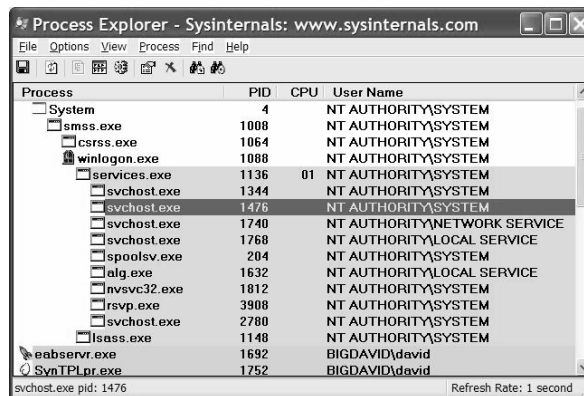 Process Explorer - Sysinternals: www.sysinternals.com
File Options View Process Find Help
Process PID CPU User Name
System 4 NT AUTHORITY\SYSTEM
smss.exe 1008 NT AUTHORITY\SYSTEM
csrss.exe 1064 NT AUTHORITY\SYSTEM
winlogon.exe 1088 NT AUTHORITY\SYSTEM
services.exe 1136 01 NT AUTHORITY\SYSTEM
svchost.exe 1344 NT AUTHORITY\SYSTEM
svchost.exe 1476 NT AUTHORITY\SYSTEM
svchost.exe 1740 NT AUTHORITY\NETWORK SERVICE
svchost.exe 1768 NT AUTHORITY\LOCAL SERVICE
spoolsv.exe 204 NT AUTHORITY\SYSTEM
alg.exe 1632 NT AUTHORITY\LOCAL SERVICE
nvsvc32.exe 1812 NT AUTHORITY\SYSTEM
rsvp.exe 3908 NT AUTHORITY\SYSTEM
svchost.exe 2780 NT AUTHORITY\SYSTEM
lsass.exe 1148 NT AUTHORITY\SYSTEM
eabservr.exe 1692 BIGDAVID\david
SynTPLpr.exe 1752 BIGDAVID\david
svchost.exe pid: 1476 Refresh Rate: 1 second